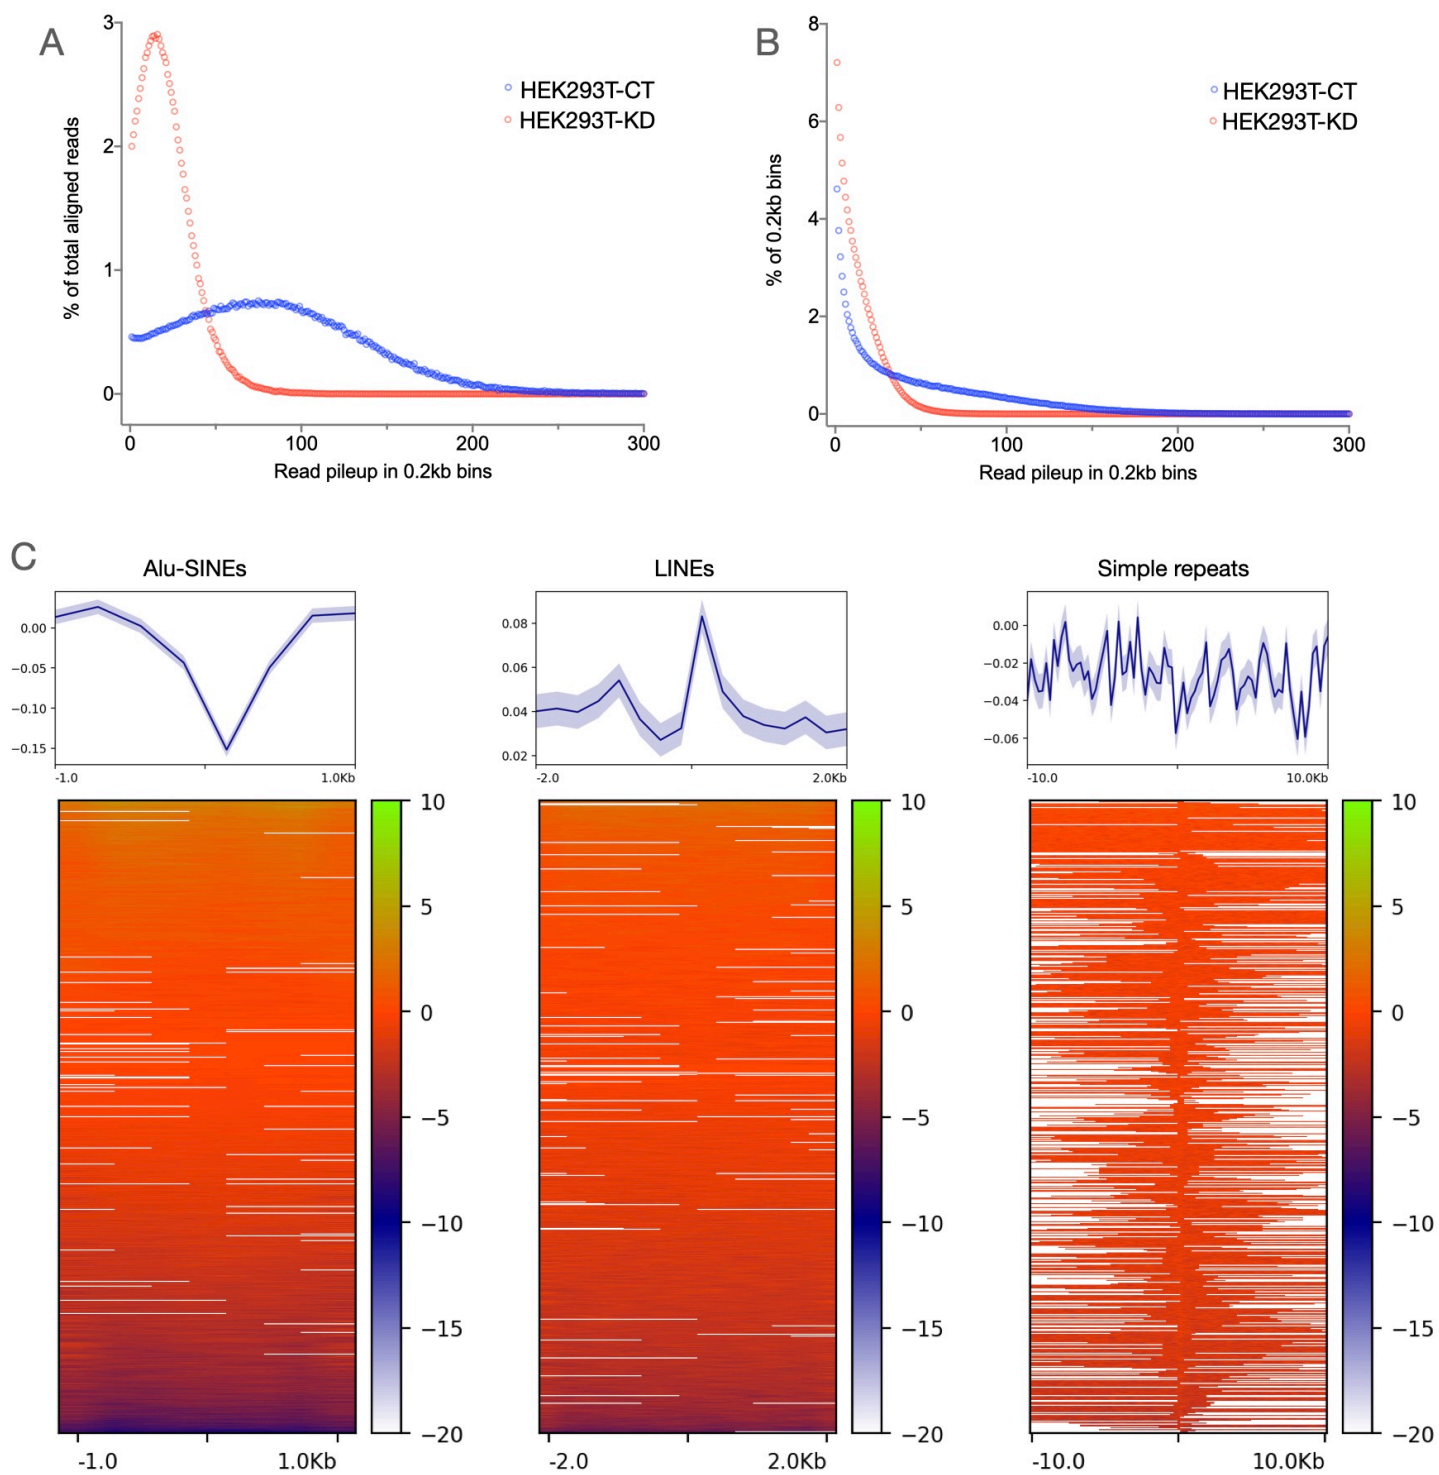 A
3
2
1
0
% of total aligned reads
HEK293T-CT
HEK293T-KD
0 100 200 300
Read pileup in 0.2kb bins
B
8
6
4
2
0
% of 0.2kb bins
HEK293T-CT
HEK293T-KD
0 100 200 300
Read pileup in 0.2kb bins
C
Alu-SINEs
0.00
−0.05
−0.10
−0.15
-1.0 1.0Kb
10
5
0
−5
−10
−15
−20
-1.0 1.0Kb
LINEs
0.08
0.06
0.04
0.02
-2.0 2.0Kb
10
5
0
−5
−10
−15
−20
-2.0 2.0Kb
Simple repeats
0.00
−0.02
−0.04
−0.06
-10.0 10.0Kb
10
5
0
−5
−10
−15
−20
-10.0 10.0Kb